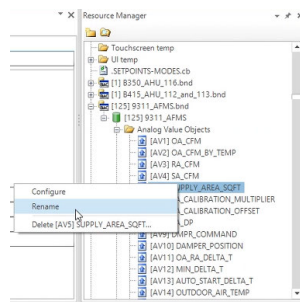 Resource Manager
Touchscreen temp
UI temp
.SETPOINTS-MODES.cb
[1] B350_AHU_116.bnd
[1] B415_AHU_112_and_113.bnd
[125] 9311_AFMS.bnd
[125] 9311_AFMS
Analog Value Objects
[AV1] OA_CFM
[AV2] OA_CFM_BY_TEMP
[AV3] RA_CFM
[AV4] SA_CFM
SUPPLY_AREA_SQFT
Configure
_CALIBRATION_MULTIPLIER
Rename
_CALIBRATION_OFFSET
_DP
Delete [AV5] SUPPLY_AREA_SQFT...
[AV9] DMPR_COMMAND
[AV10] DAMPER_POSITION
[AV11] OA_RA_DELTA_T
[AV12] MIN_DELTA_T
[AV13] AUTO_START_DELTA_T
[AV14] OUTDOOR_AIR_TEMP